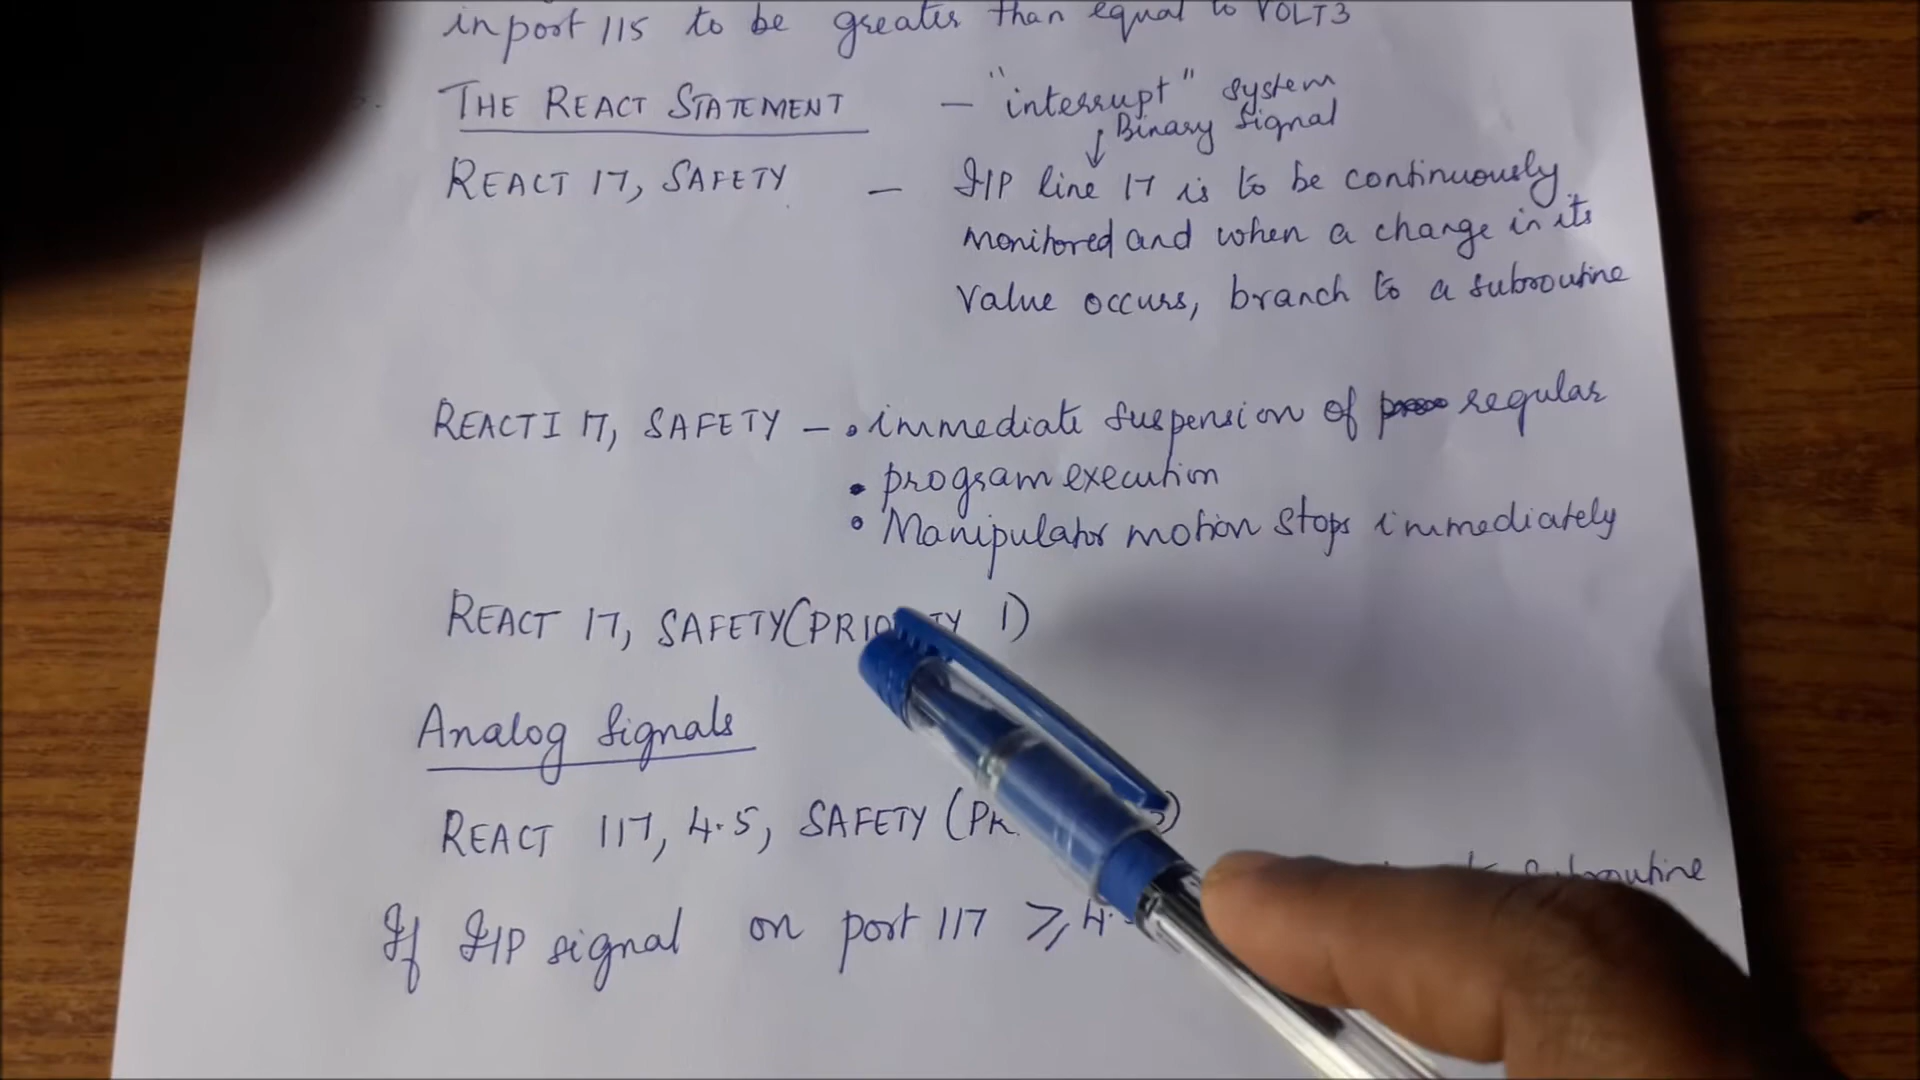 in port 115 to be greater than equal to VOLT3
THE REACT STATEMENT – "interrupt" system
Binary Signal
REACT 17, SAFETY – I/P line 17 is to be continuously
monitored and when a change in its
Value occurs, branch to a subroutine
REACTI 17, SAFETY – • immediate suspension of regular
• program execution
• Manipulator motion stops immediately
REACT 17, SAFETY(PRIORITY 1)
Analog Signals
REACT 117, 4.5, SAFETY (
subroutine
If I/P signal on port 117 ≥ 4.